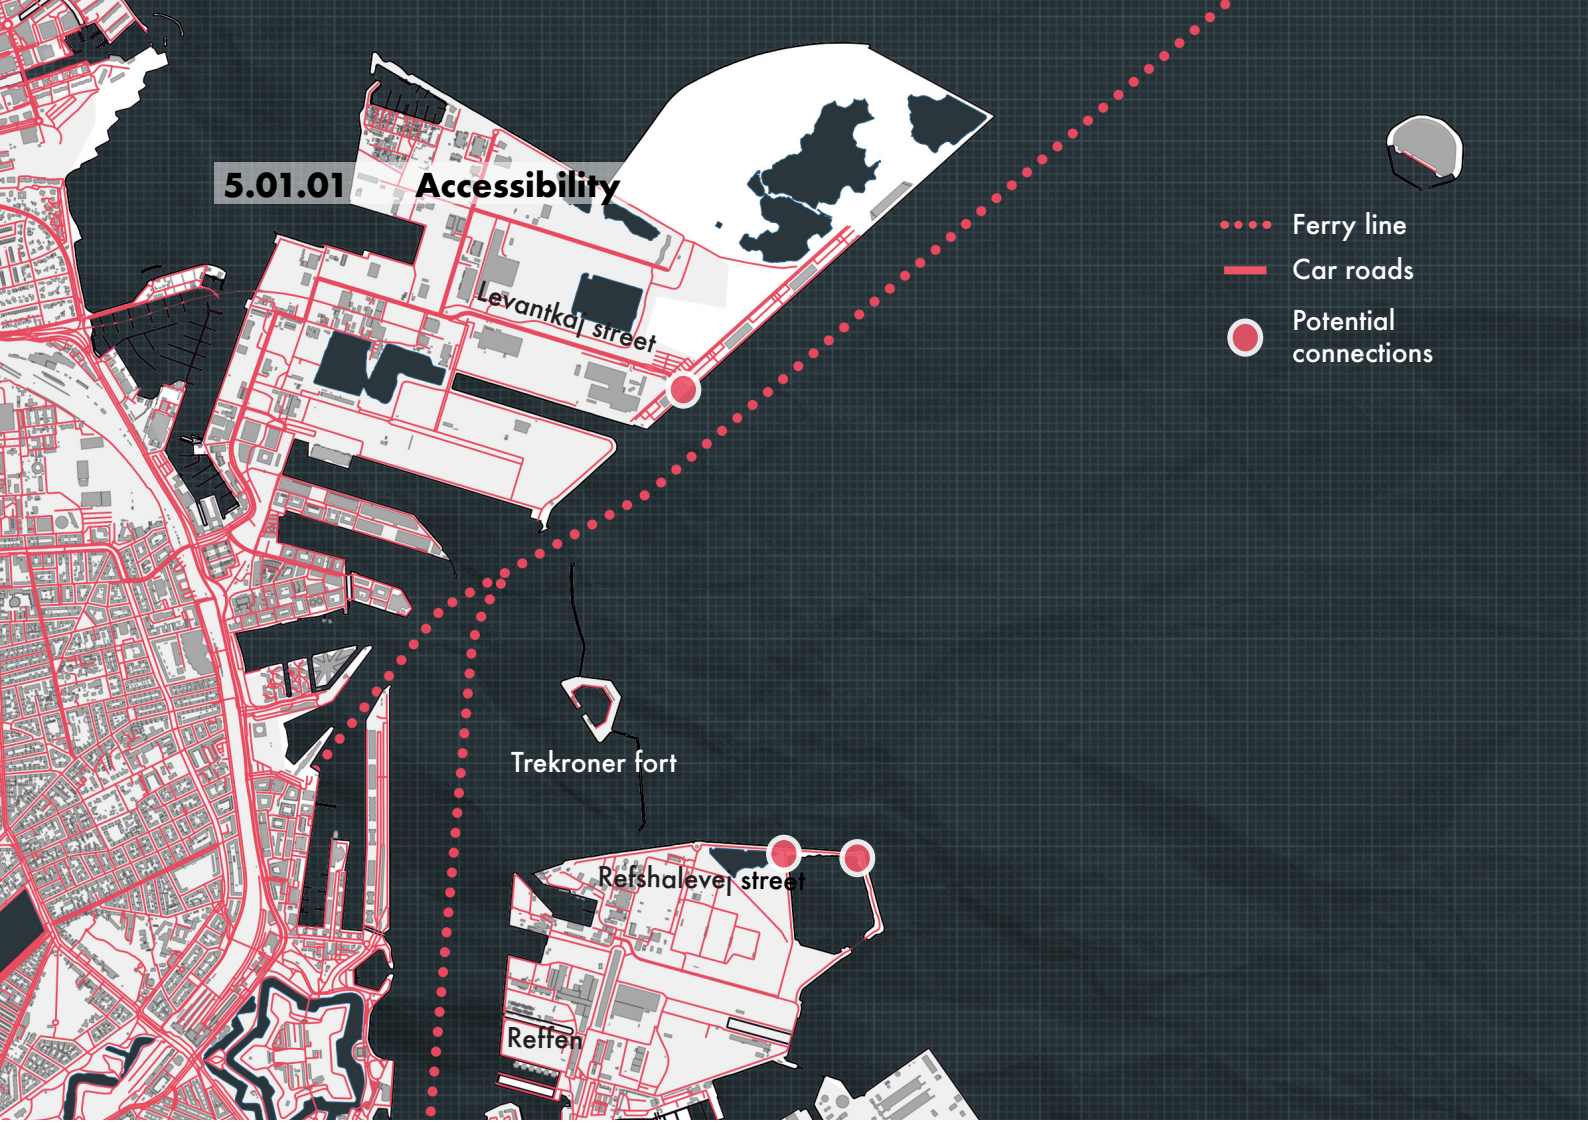 5.01.01 Accessibility
Ferry line
Car roads
Potential
connections
Levantkaj street
Trekroner fort
Refshalevej street
Reffen